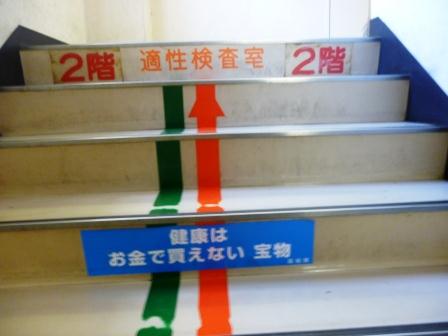 2階 適性検査室 2階
健康は
お金で買えない 宝物